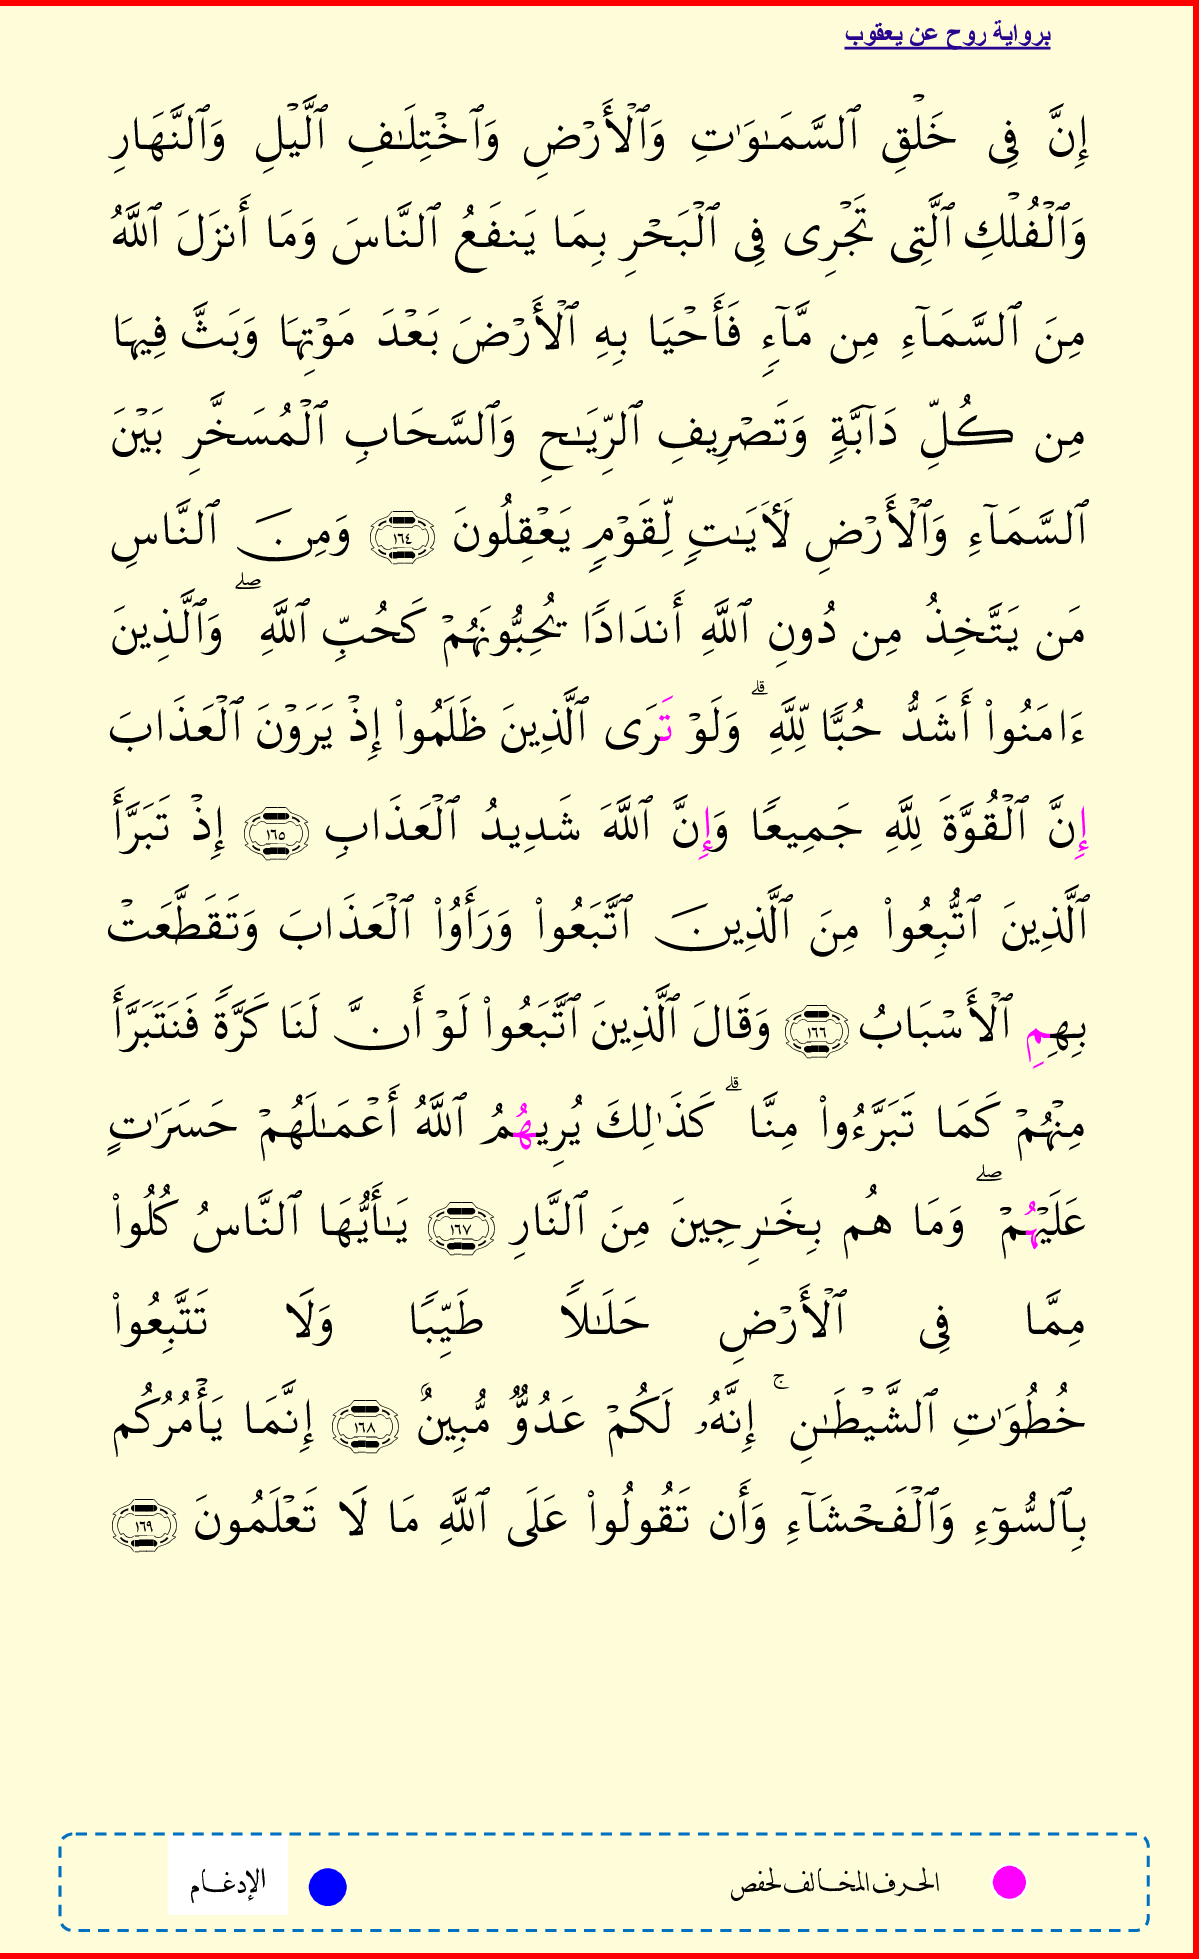 برواية روح عن يعقوب
إِنَّ فِى خَلْقِ ٱلسَّمَـٰوَٰتِ وَٱلْأَرْضِ وَٱخْتِلَـٰفِ ٱلَّيْلِ وَٱلنَّهَارِ
وَٱلْفُلْكِ ٱلَّتِى تَجْرِى فِى ٱلْبَحْرِ بِمَا يَنفَعُ ٱلنَّاسَ وَمَا أَنزَلَ ٱللَّهُ
مِنَ ٱلسَّمَآءِ مِن مَّآءٍ فَأَحْيَا بِهِ ٱلْأَرْضَ بَعْدَ مَوْتِهَا وَبَثَّ فِيهَا
مِن كُلِّ دَآبَّةٍ وَتَصْرِيفِ ٱلرِّيَـٰحِ وَٱلسَّحَابِ ٱلْمُسَخَّرِ بَيْنَ
ٱلسَّمَآءِ وَٱلْأَرْضِ لَأَيَـٰتٍ لِّقَوْمٍ يَعْقِلُونَ ١٦٤ وَمِنَ ٱلنَّاسِ
مَن يَتَّخِذُ مِن دُونِ ٱللَّهِ أَندَادًا يُحِبُّونَهُمْ كَحُبِّ ٱللَّهِ ۖ وَٱلَّذِينَ
ءَامَنُوا۟ أَشَدُّ حُبًّا لِّلَّهِ ۗ وَلَوْ تَرَى ٱلَّذِينَ ظَلَمُوا۟ إِذْ يَرَوْنَ ٱلْعَذَابَ
إِنَّ ٱلْقُوَّةَ لِلَّهِ جَمِيعًا وَإِنَّ ٱللَّهَ شَدِيدُ ٱلْعَذَابِ ١٦٥ إِذْ تَبَرَّأَ
ٱلَّذِينَ ٱتُّبِعُوا۟ مِنَ ٱلَّذِينَ ٱتَّبَعُوا۟ وَرَأَوُا۟ ٱلْعَذَابَ وَتَقَطَّعَتْ
بِهِمِ ٱلْأَسْبَابُ ١٦٦ وَقَالَ ٱلَّذِينَ ٱتَّبَعُوا۟ لَوْ أَنَّ لَنَا كَرَّةً فَنَتَبَرَّأَ
مِنْهُمْ كَمَا تَبَرَّءُوا۟ مِنَّا ۗ كَذَٰلِكَ يُرِيهُمُ ٱللَّهُ أَعْمَـٰلَهُمْ حَسَرَٰتٍ
عَلَيْهُمْ ۖ وَمَا هُم بِخَـٰرِجِينَ مِنَ ٱلنَّارِ ١٦٧ يَـٰأَيُّهَا ٱلنَّاسُ كُلُوا۟
مِمَّا فِى ٱلْأَرْضِ حَلَـٰلًا طَيِّبًا وَلَا تَتَّبِعُوا۟
خُطُوَٰتِ ٱلشَّيْطَـٰنِ ۚ إِنَّهُۥ لَكُمْ عَدُوٌّ مُّبِينٌ ١٦٨ إِنَّمَا يَأْمُرُكُم
بِٱلسُّوٓءِ وَٱلْفَحْشَآءِ وَأَن تَقُولُوا۟ عَلَى ٱللَّهِ مَا لَا تَعْلَمُونَ ١٦٩
الحرف المخالف لحفص الإدغام